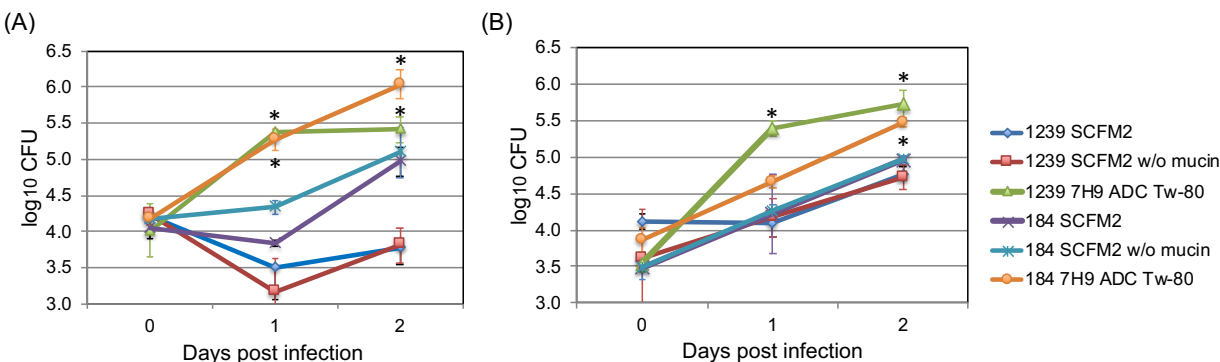 (A)
(B)
log10 CFU
6.5
6.0
5.5
5.0
4.5
4.0
3.5
3.0
*
*
*
*
*
0
1
2
Days post infection
log10 CFU
6.5
6.0
5.5
5.0
4.5
4.0
3.5
3.0
*
*
*
0
1
2
Days post infection
1239 SCFM2
1239 SCFM2 w/o mucin
1239 7H9 ADC Tw-80
184 SCFM2
184 SCFM2 w/o mucin
184 7H9 ADC Tw-80